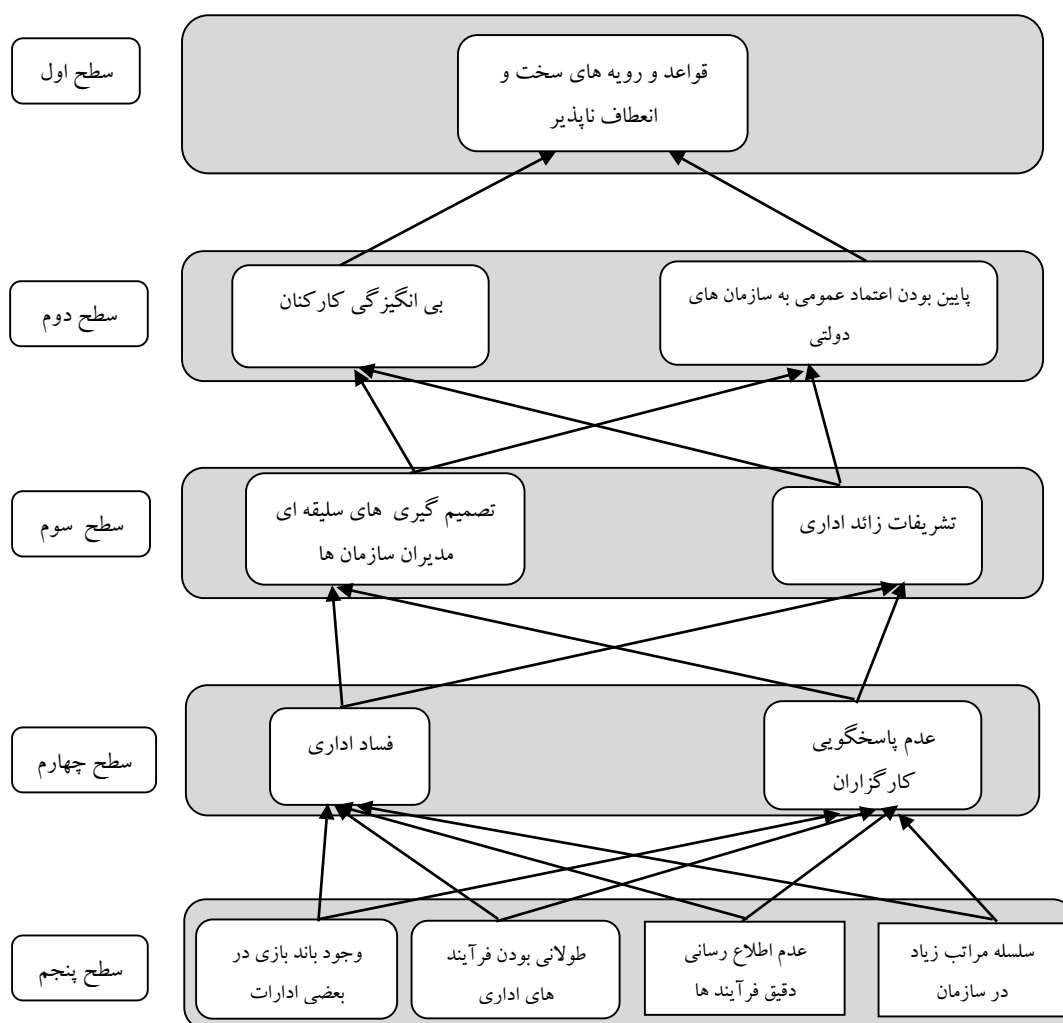 سطح اول
قواعد و رویه های سخت و
انعطاف ناپذیر
سطح دوم
پایین بودن اعتماد عمومی به سازمان های
دولتی
بی انگیزگی کارکنان
سطح سوم
تشریفات زائد اداری
تصمیم گیری های سلیقه ای
مدیران سازمان ها
سطح چهارم
عدم پاسخگویی
کارگزاران
فساد اداری
سطح پنجم
سلسله مراتب زیاد
در سازمان
عدم اطلاع رسانی
دقیق فرآیند ها
طولانی بودن فرآیند
های اداری
وجود باند بازی در
بعضی ادارات